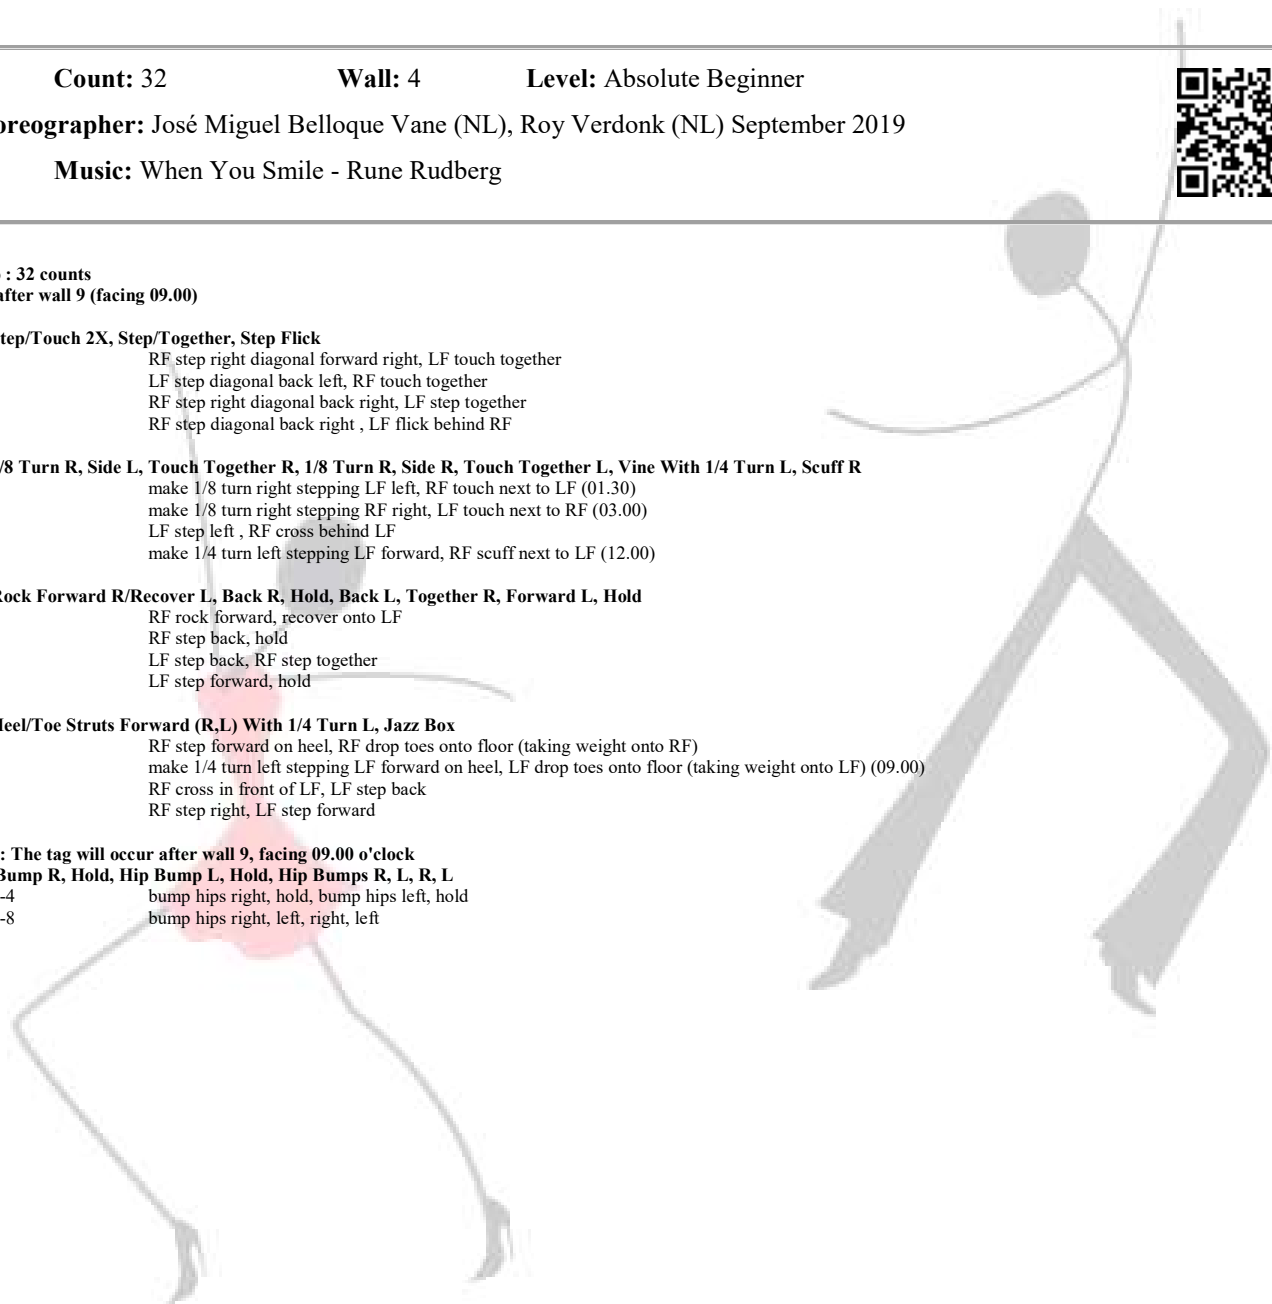 Count: 32 Wall: 4 Level: Absolute Beginner
oreographer: José Miguel Belloque Vane (NL), Roy Verdonk (NL) September 2019
Music: When You Smile - Rune Rudberg
: 32 counts
after wall 9 (facing 09.00)
tep/Touch 2X, Step/Together, Step Flick
RF step right diagonal forward right, LF touch together
LF step diagonal back left, RF touch together
RF step right diagonal back right, LF step together
RF step diagonal back right , LF flick behind RF
/8 Turn R, Side L, Touch Together R, 1/8 Turn R, Side R, Touch Together L, Vine With 1/4 Turn L, Scuff R
make 1/8 turn right stepping LF left, RF touch next to LF (01.30)
make 1/8 turn right stepping RF right, LF touch next to RF (03.00)
LF step left , RF cross behind LF
make 1/4 turn left stepping LF forward, RF scuff next to LF (12.00)
Rock Forward R/Recover L, Back R, Hold, Back L, Together R, Forward L, Hold
RF rock forward, recover onto LF
RF step back, hold
LF step back, RF step together
LF step forward, hold
Heel/Toe Struts Forward (R,L) With 1/4 Turn L, Jazz Box
RF step forward on heel, RF drop toes onto floor (taking weight onto RF)
make 1/4 turn left stepping LF forward on heel, LF drop toes onto floor (taking weight onto LF) (09.00)
RF cross in front of LF, LF step back
RF step right, LF step forward
: The tag will occur after wall 9, facing 09.00 o'clock
Bump R, Hold, Hip Bump L, Hold, Hip Bumps R, L, R, L
-4 bump hips right, hold, bump hips left, hold
-8 bump hips right, left, right, left